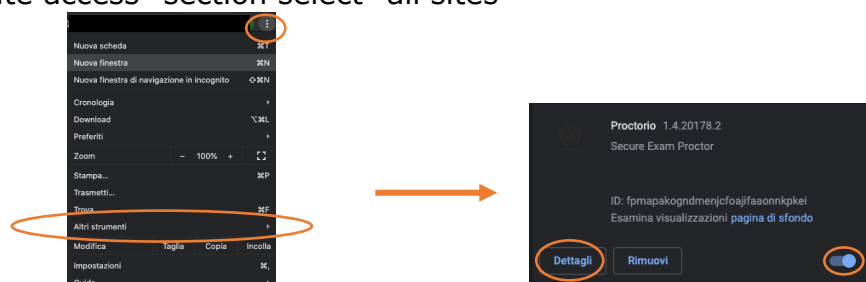 ite access" section select "all sites"
Nuova scheda ⌘T
Nuova finestra ⌘N
Nuova finestra di navigazione in incognito ⇧⌘N
Cronologia
Download ⌥⌘L
Preferiti
Zoom − 100% +
Stampa... ⌘P
Trasmetti...
Trova... ⌘F
Altri strumenti
Modifica Taglia Copia Incolla
Impostazioni ⌘,
Guida
Proctorio 1.4.20178.2
Secure Exam Proctor
ID: fpmapakogndmenjcfoajifaaonnkpkei
Esamina visualizzazioni pagina di sfondo
Dettagli Rimuovi